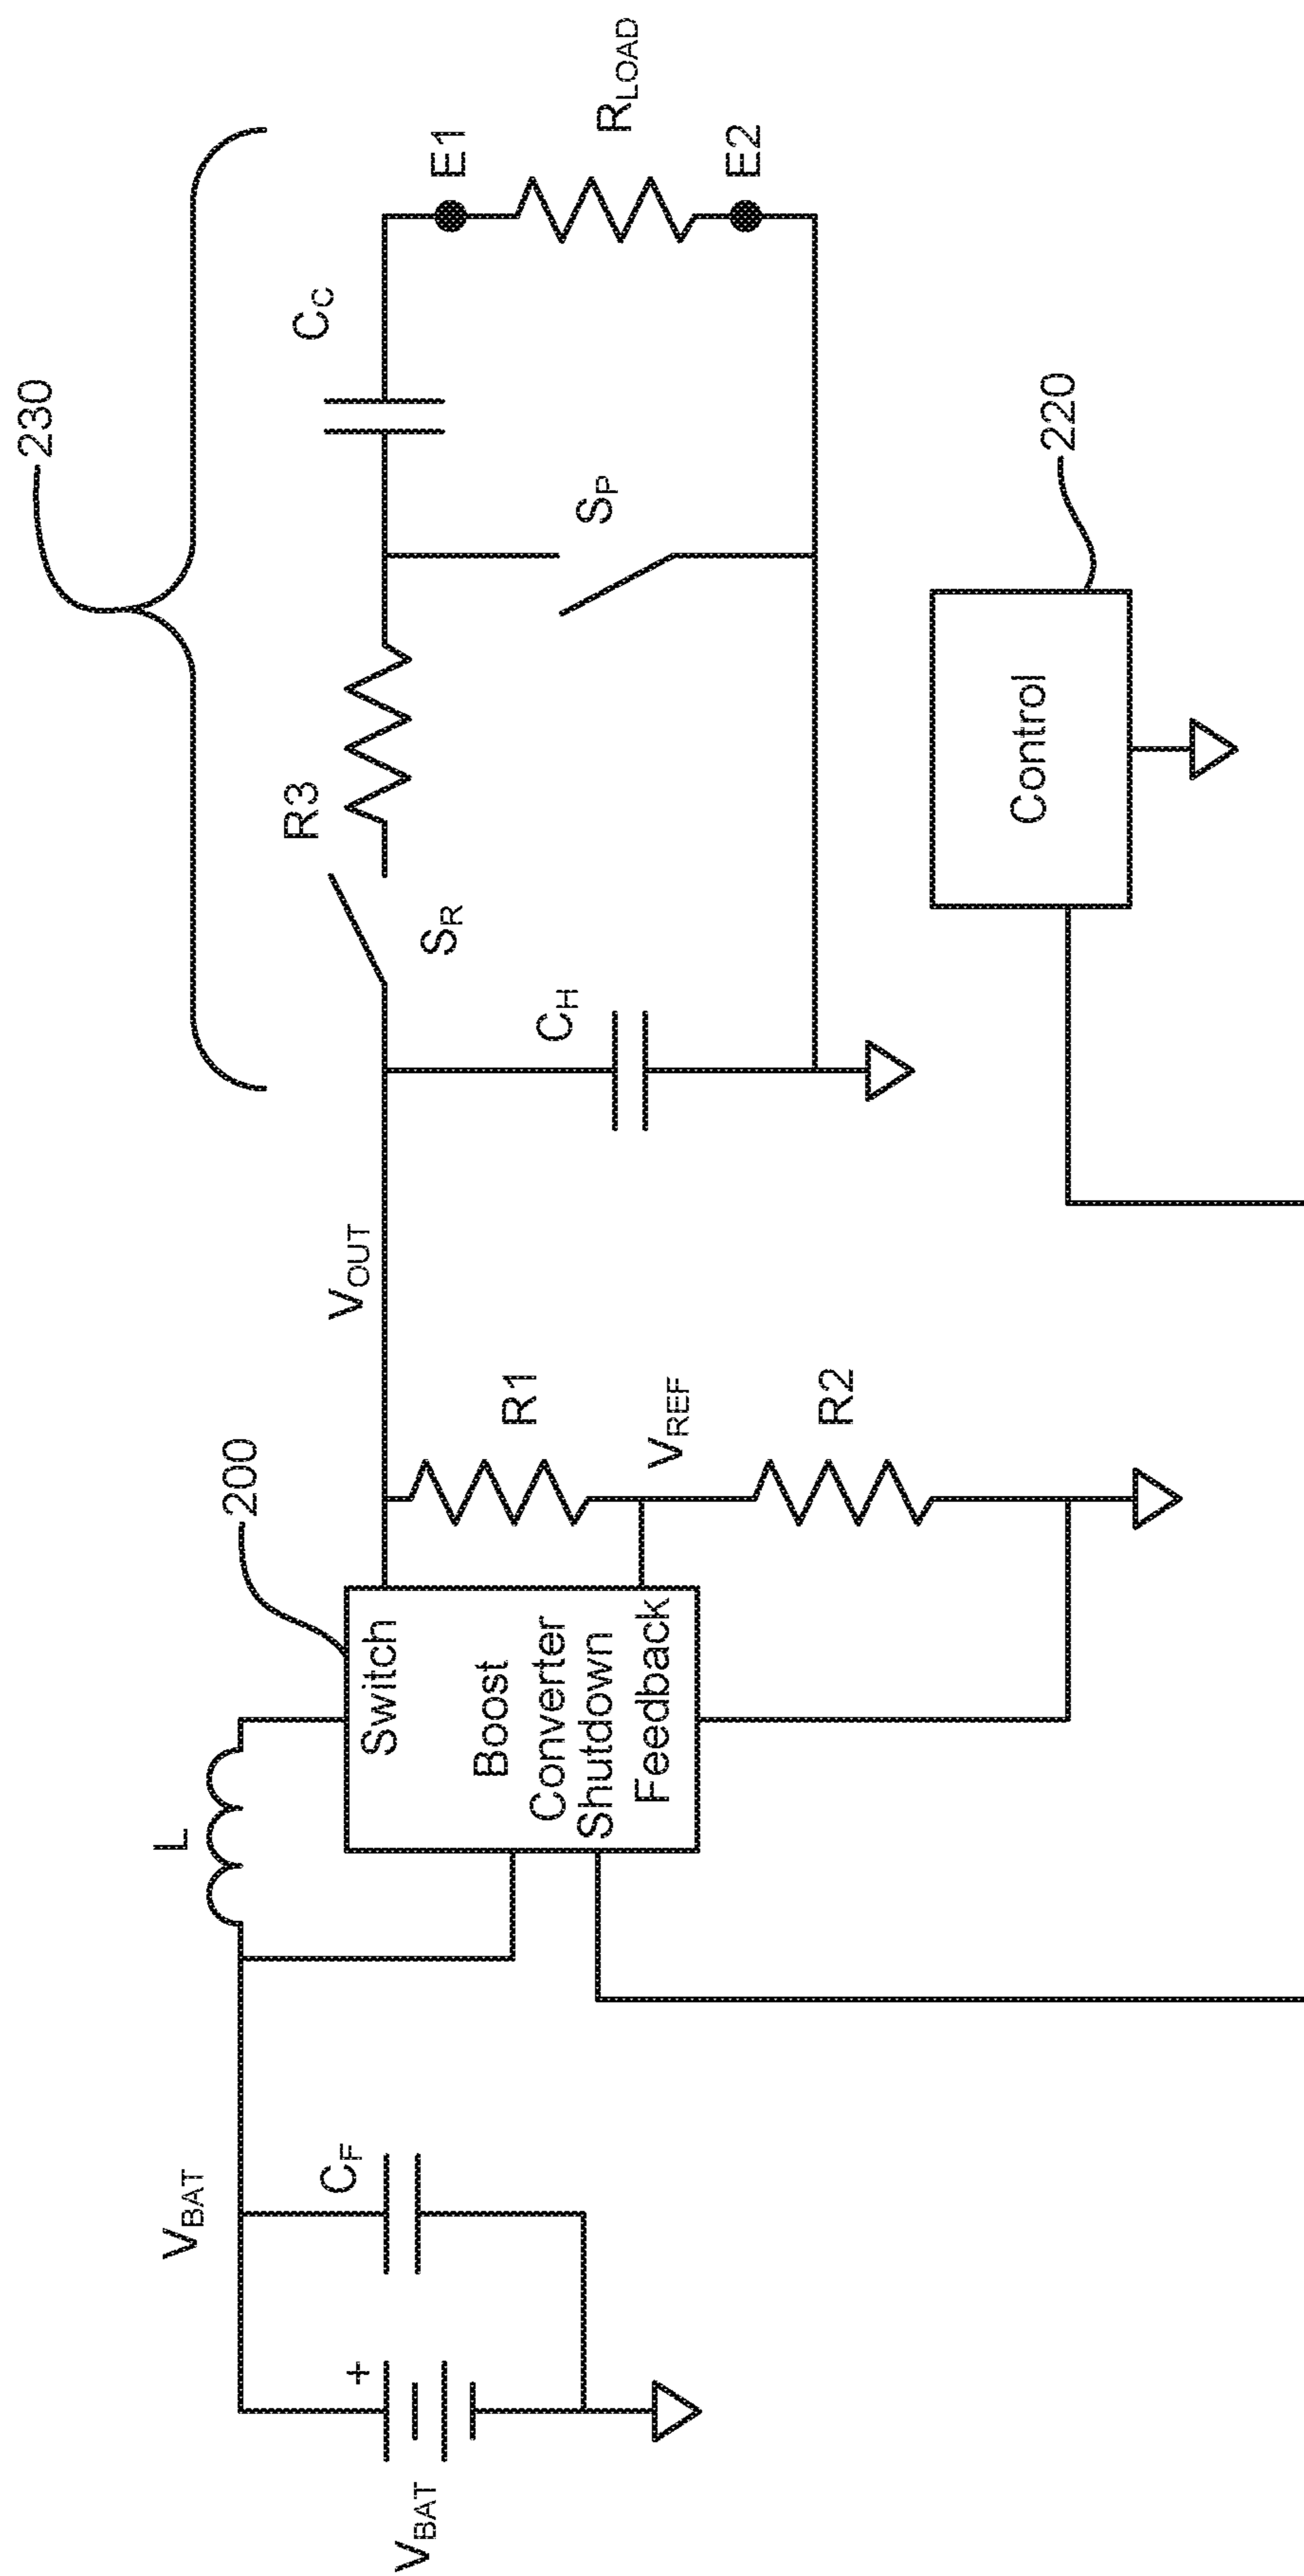 230
200
L
V_BAT
V_BAT
+
C_F
Switch
Boost
Converter
Shutdown
Feedback
V_OUT
R1
V_REF
R2
C_H
S_R
R3
S_P
C_C
E1
R_LOAD
E2
Control
220